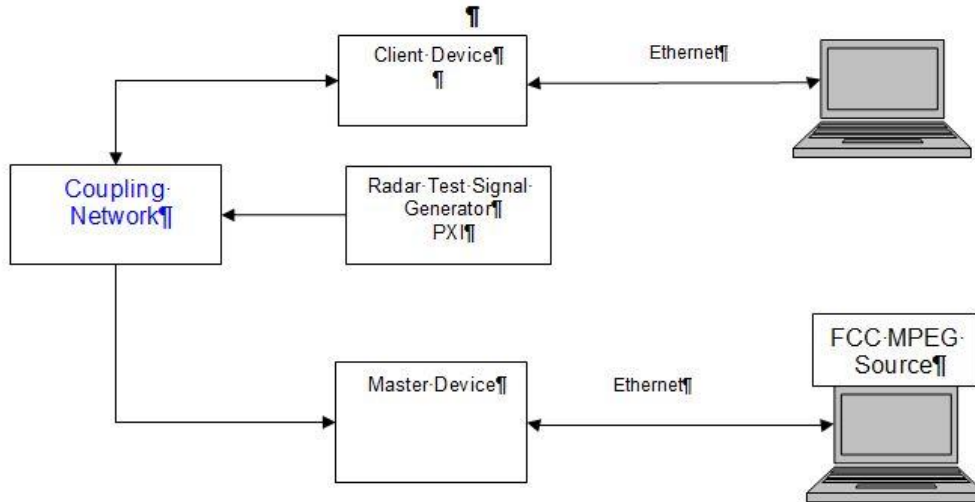 ¶
Client·Device¶
¶
Ethernet¶
Coupling·
Network¶
Radar·Test·Signal·
Generator¶
PXI¶
FCC·MPEG·
Source¶
Master·Device¶
Ethernet¶